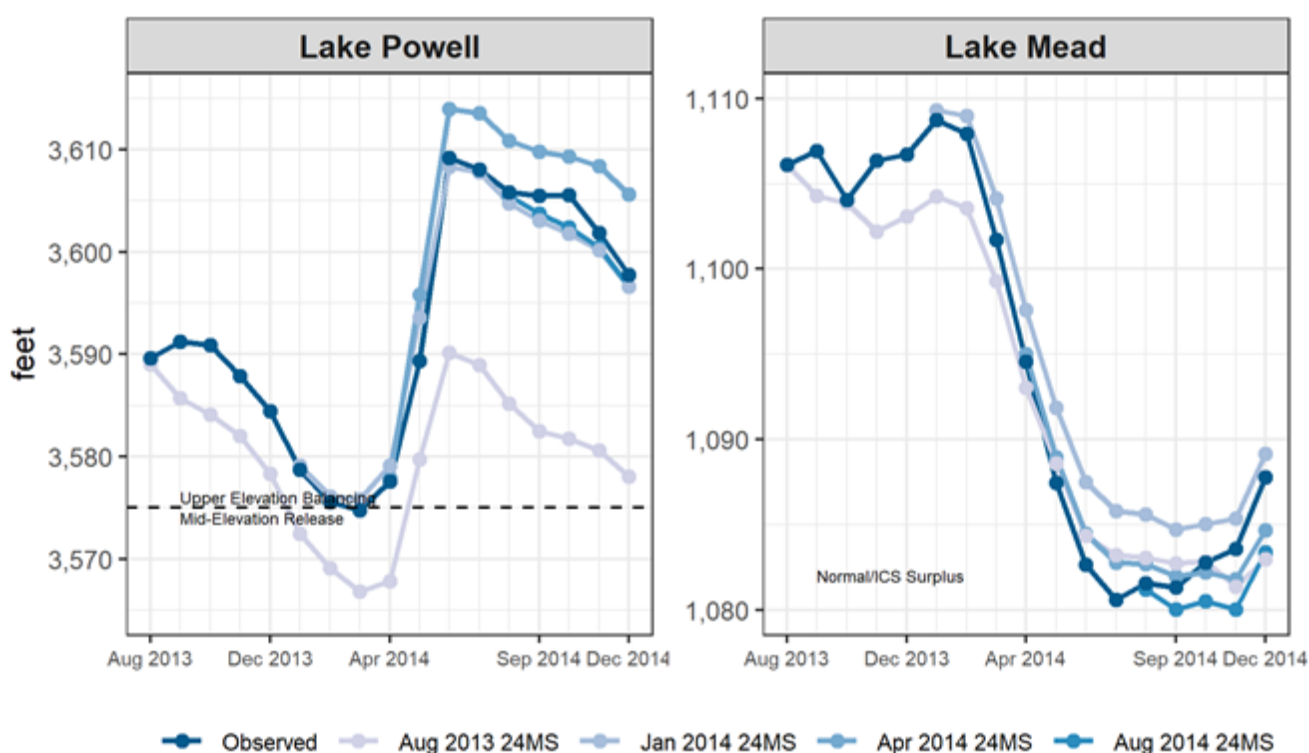 Lake Powell
Lake Mead
feet
3,610
3,600
3,590
3,580
3,570
Upper Elevation Balancing
Mid-Elevation Release
Aug 2013 Dec 2013 Apr 2014 Sep 2014 Dec 2014
1,110
1,100
1,090
1,080
Normal/ICS Surplus
Aug 2013 Dec 2013 Apr 2014 Sep 2014 Dec 2014
Observed Aug 2013 24MS Jan 2014 24MS Apr 2014 24MS Aug 2014 24MS